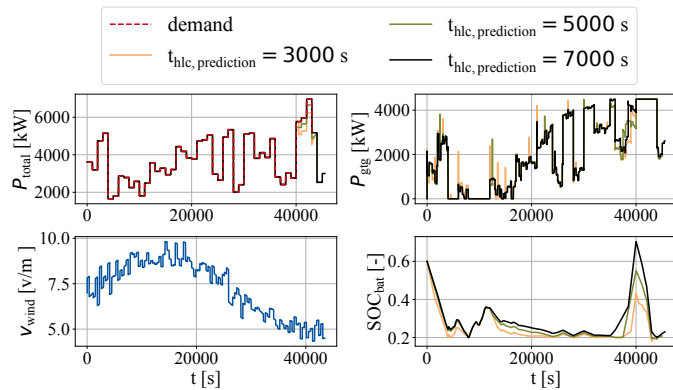 demand
t_hlc, prediction = 3000 s
t_hlc, prediction = 5000 s
t_hlc, prediction = 7000 s
P_total [kW]
6000
4000
2000
0
20000
40000
P_gtg [kW]
4000
2000
0
0
20000
40000
v_wind [v/m]
10.0
7.5
5.0
0
20000
40000
t [s]
SOC_bat [-]
0.6
0.4
0.2
0
20000
40000
t [s]